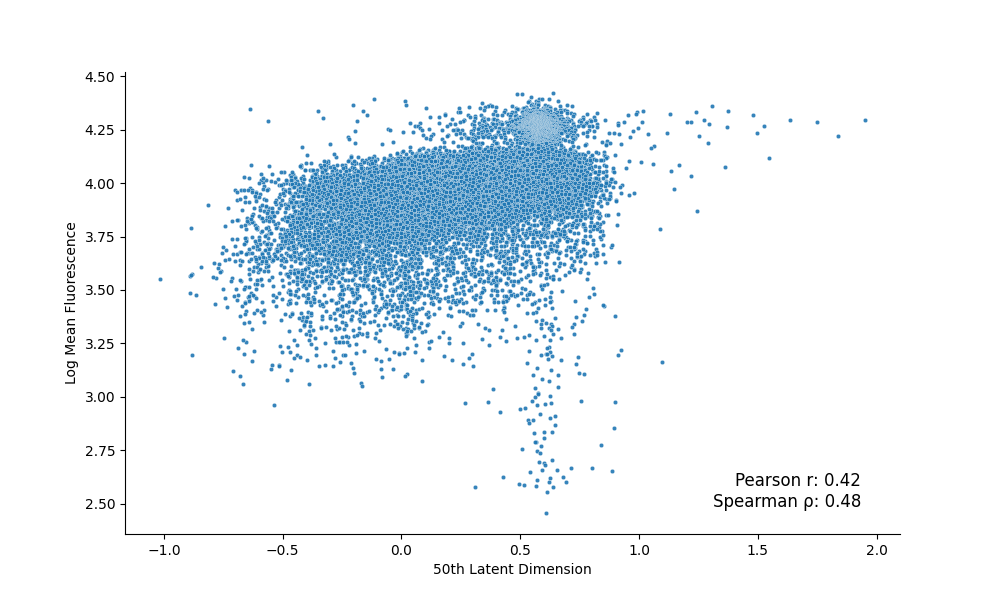 4.50
4.25
4.00
3.75
3.50
3.25
3.00
2.75
2.50
Log Mean Fluorescence
Pearson r: 0.42
Spearman ρ: 0.48
−1.0 −0.5 0.0 0.5 1.0 1.5 2.0
50th Latent Dimension